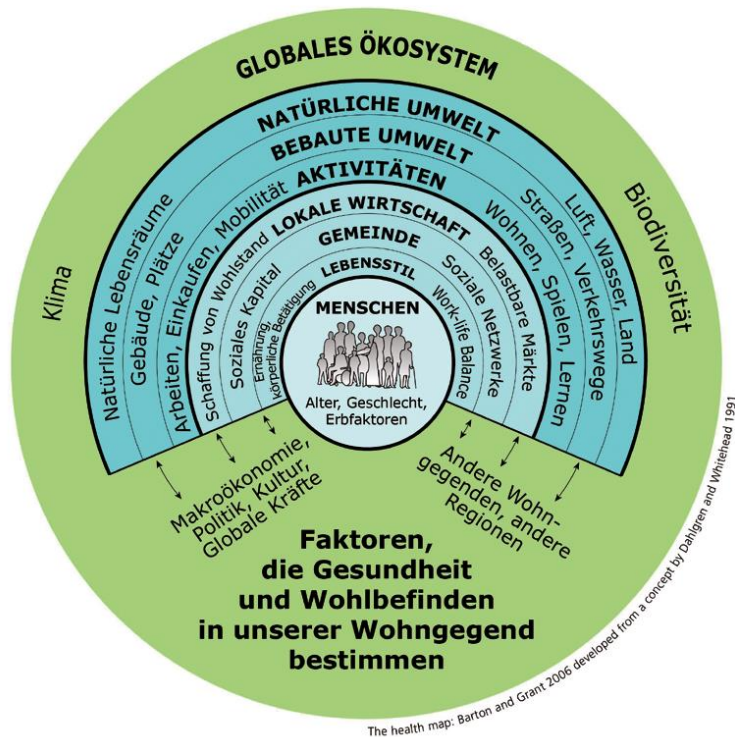 GLOBALES ÖKOSYSTEM
NATÜRLICHE UMWELT
BEBAUTE UMWELT
AKTIVITÄTEN
LOKALE WIRTSCHAFT
GEMEINDE
LEBENSSTIL
MENSCHEN
Alter, Geschlecht,
Erbfaktoren
Klima
Natürliche Lebensräume
Gebäude, Plätze
Arbeiten, Einkaufen, Mobilität
Schaffung von Wohlstand
Soziales Kapital
Ernährung,
körperliche Betätigung
Work-life Balance
Soziale Netzwerke
Belastbare Märkte
Wohnen, Spielen, Lernen
Straßen, Verkehrswege
Luft, Wasser, Land
Biodiversität
Makroökonomie,
Politik, Kultur,
Globale Kräfte
Andere Wohn-
gegenden, andere
Regionen
Faktoren,
die Gesundheit
und Wohlbefinden
in unserer Wohngegend
bestimmen
The health map: Barton and Grant 2006 developed from a concept by Dahlgren and Whitehead 1991